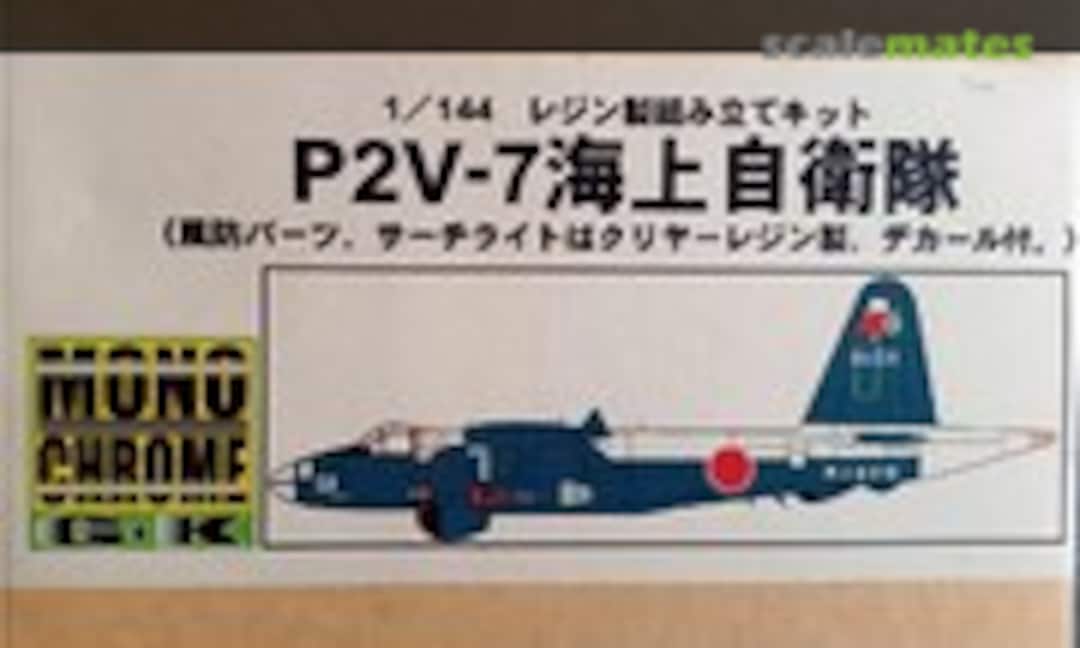 scalemates
1/144 レジン製組み立てキット
P2V-7海上自衛隊
(風防パーツ、サーチライトはクリヤーレジン製、デカール付。)
MONO
CHROME
G・K
7